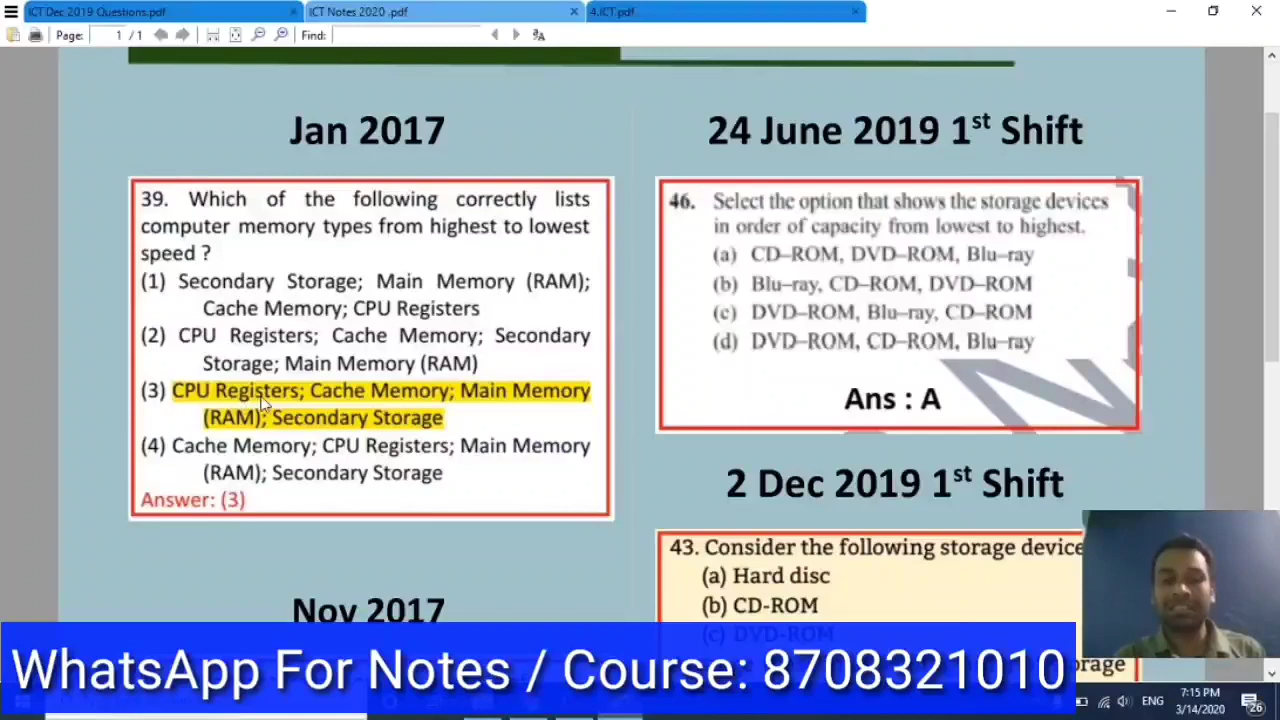 ICT Dec 2019 Questions.pdf
ICT Notes 2020 .pdf
4.ICT.pdf
Page: 1 / 1
Find:
Jan 2017
39. Which of the following correctly lists
computer memory types from highest to lowest
speed ?
(1) Secondary Storage; Main Memory (RAM);
Cache Memory; CPU Registers
(2) CPU Registers; Cache Memory; Secondary
Storage; Main Memory (RAM)
(3) CPU Registers; Cache Memory; Main Memory
(RAM); Secondary Storage
(4) Cache Memory; CPU Registers; Main Memory
(RAM); Secondary Storage
Answer: (3)
Nov 2017
24 June 2019 1st Shift
46. Select the option that shows the storage devices
in order of capacity from lowest to highest.
(a) CD–ROM, DVD–ROM, Blu–ray
(b) Blu–ray, CD–ROM, DVD–ROM
(c) DVD–ROM, Blu–ray, CD–ROM
(d) DVD–ROM, CD–ROM, Blu–ray
Ans : A
2 Dec 2019 1st Shift
43. Consider the following storage device
(a) Hard disc
(b) CD-ROM
(c) DVD-ROM
orage
WhatsApp For Notes / Course: 8708321010
ENG
7:15 PM
3/14/2020
26